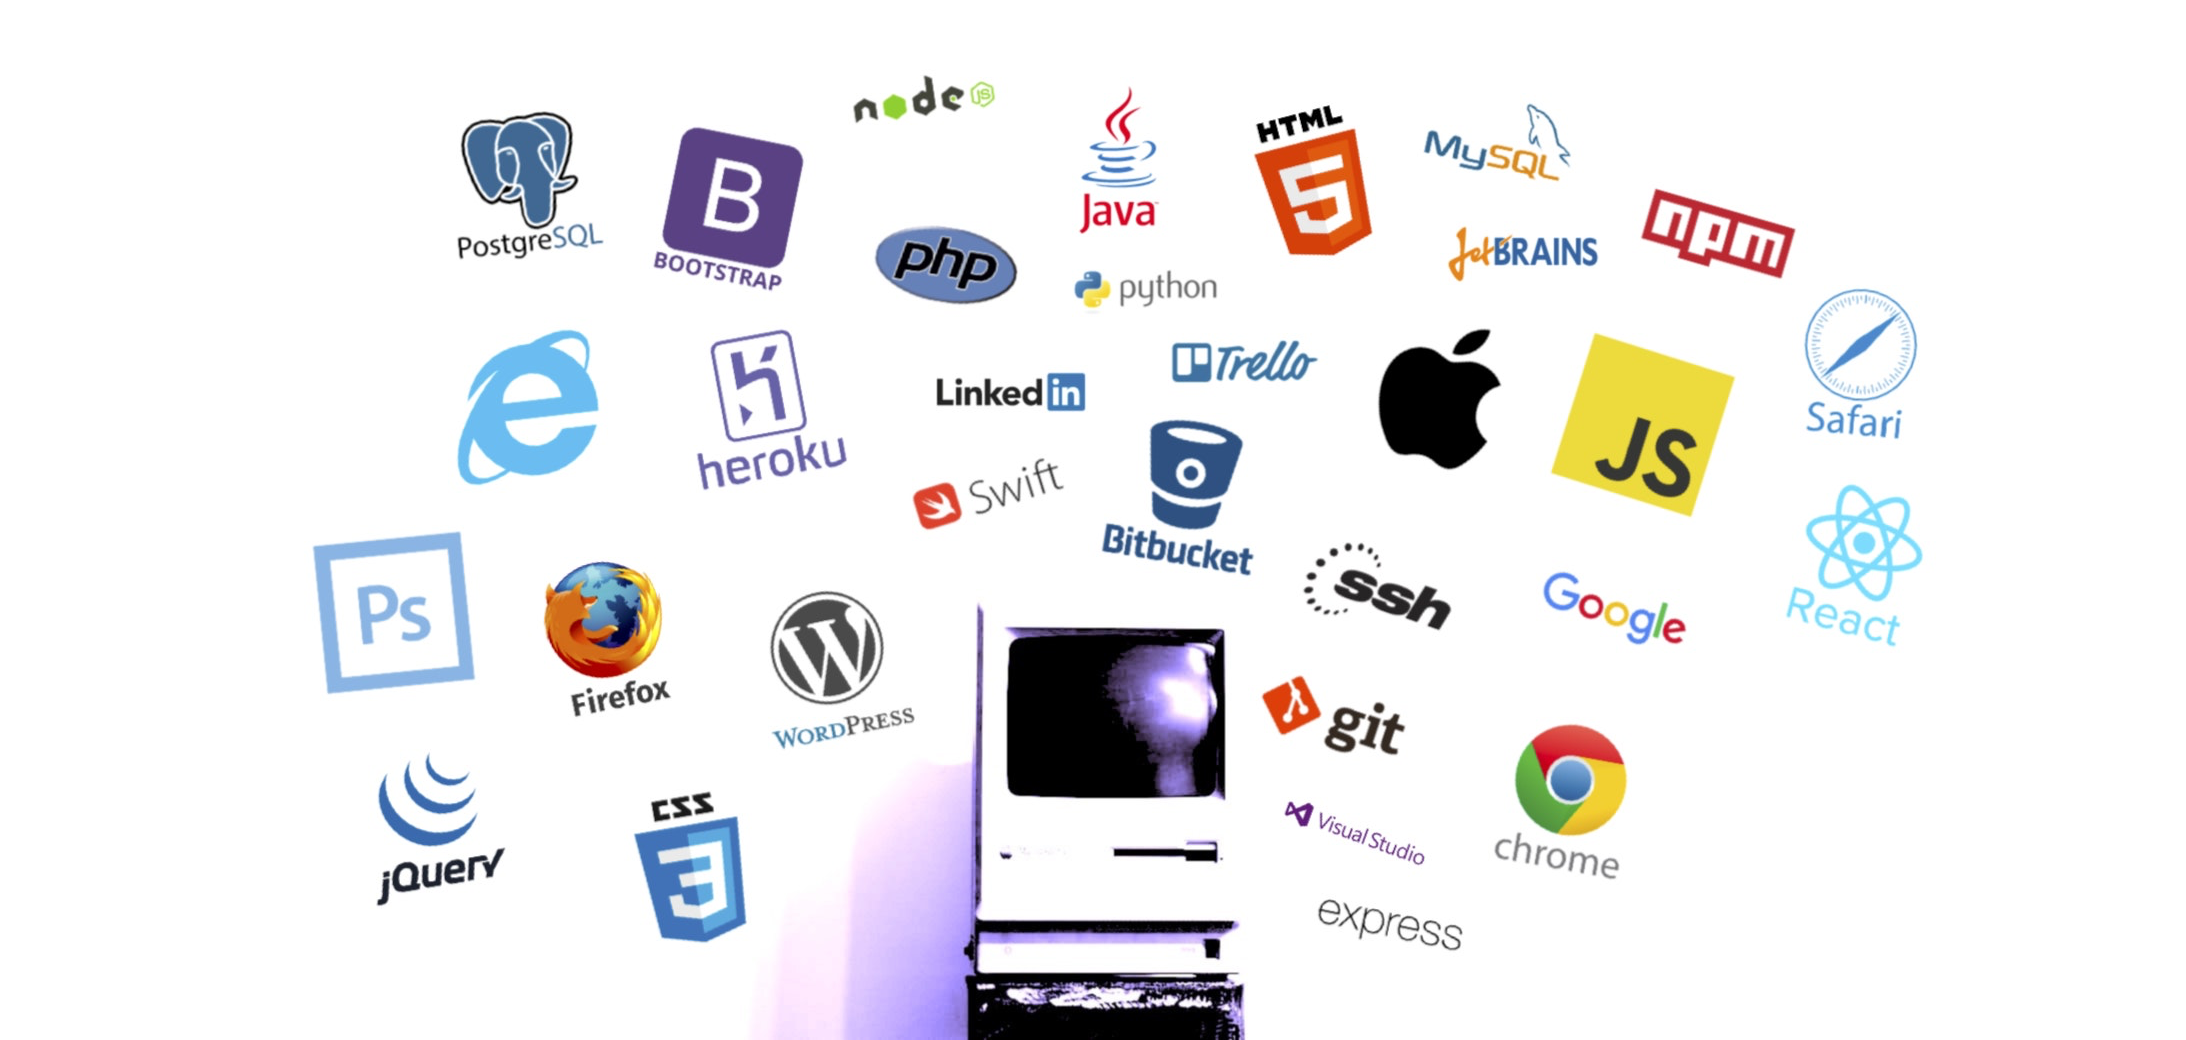 node JS
PostgreSQL
B
BOOTSTRAP
php
Java
python
HTML
5
MySQL
JetBRAINS
npm
Safari
e
heroku
Linked in
Trello
Swift
Bitbucket
JS
React
Ps
Firefox
W
WORDPRESS
ssh
Google
git
Visual Studio
chrome
express
jQuery
CSS
3